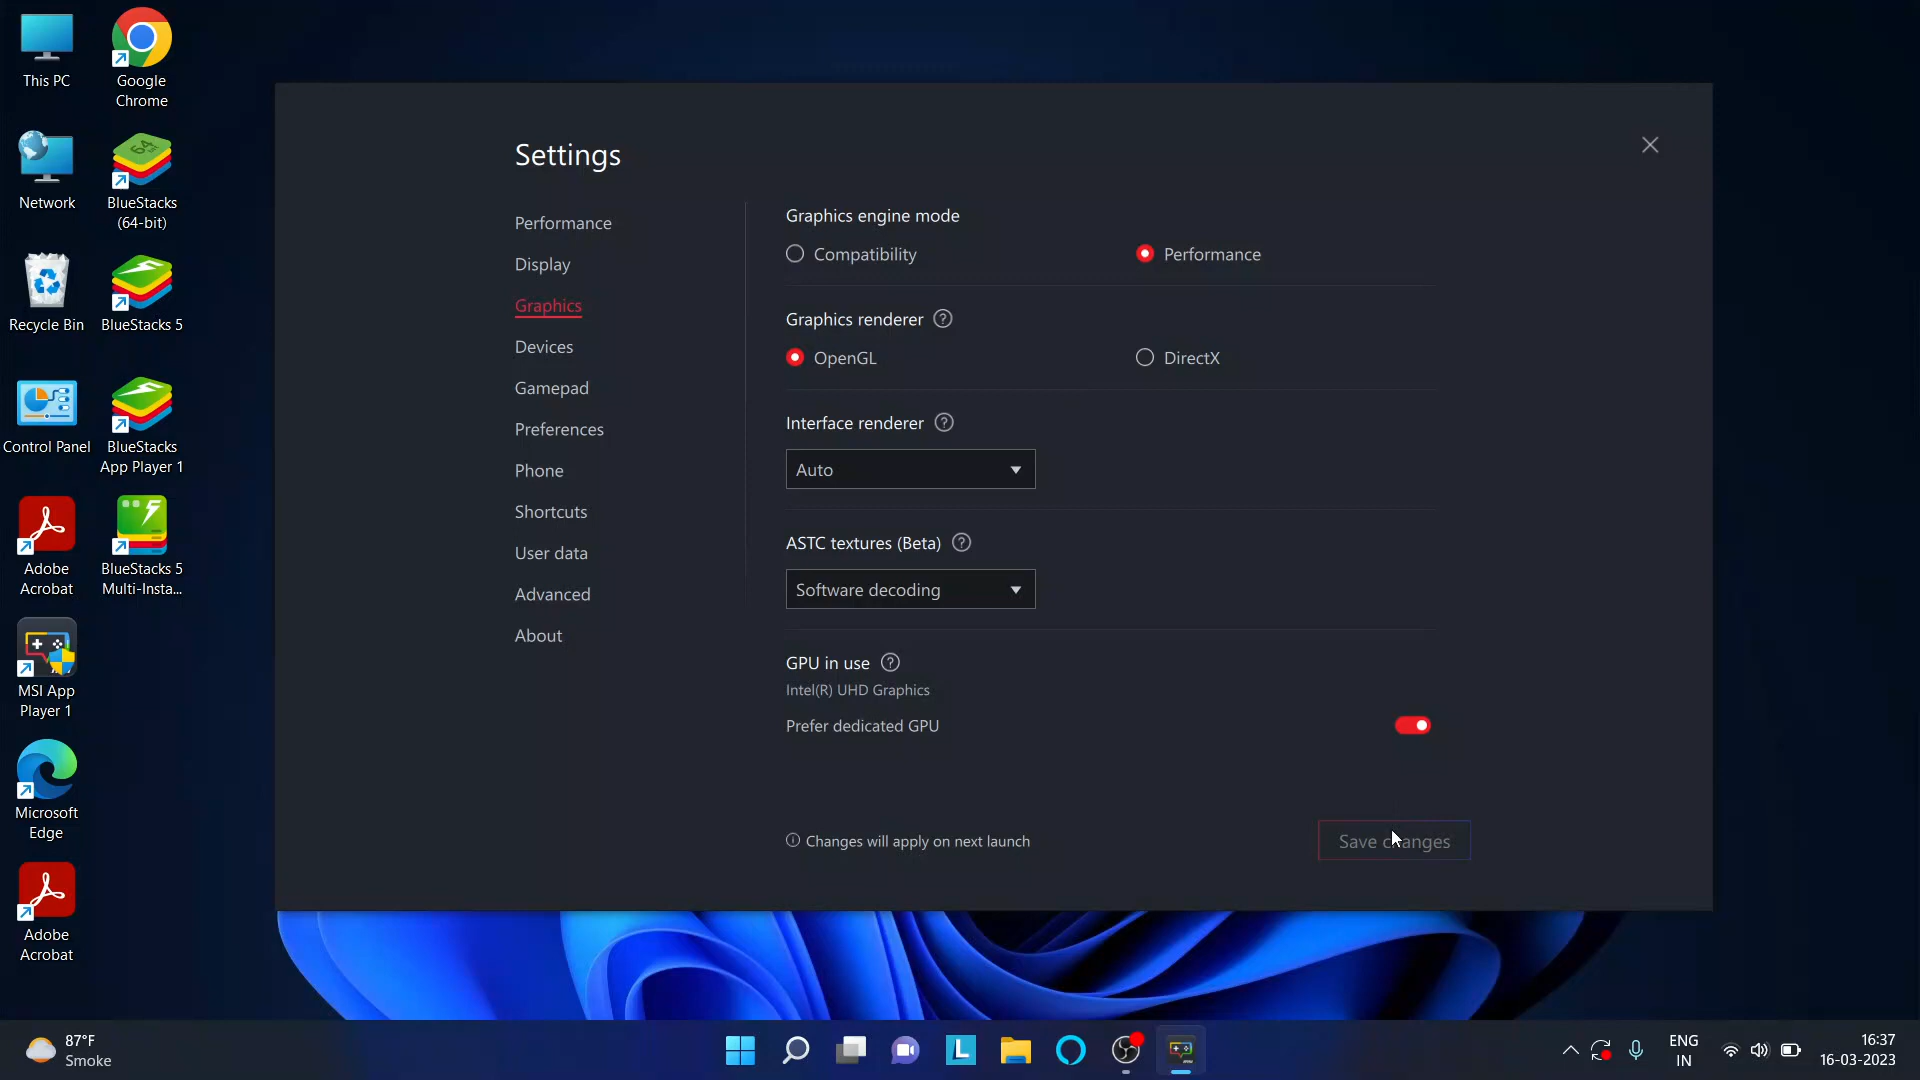 This PC
Google
Chrome
Network
64
BlueStacks
(64-bit)
Recycle Bin
BlueStacks 5
Control Panel
BlueStacks
App Player 1
Adobe
Acrobat
BlueStacks 5
Multi-Insta...
MSI App
Player 1
Microsoft
Edge
Adobe
Acrobat
Settings
Performance
Display
Graphics
Devices
Gamepad
Preferences
Phone
Shortcuts
User data
Advanced
About
Graphics engine mode
Compatibility
Performance
Graphics renderer ?
OpenGL
DirectX
Interface renderer ?
Auto
ASTC textures (Beta) ?
Software decoding
GPU in use ?
Intel(R) UHD Graphics
Prefer dedicated GPU
Changes will apply on next launch
Save changes
87°F
Smoke
L
ENG
IN
16:37
16-03-2023